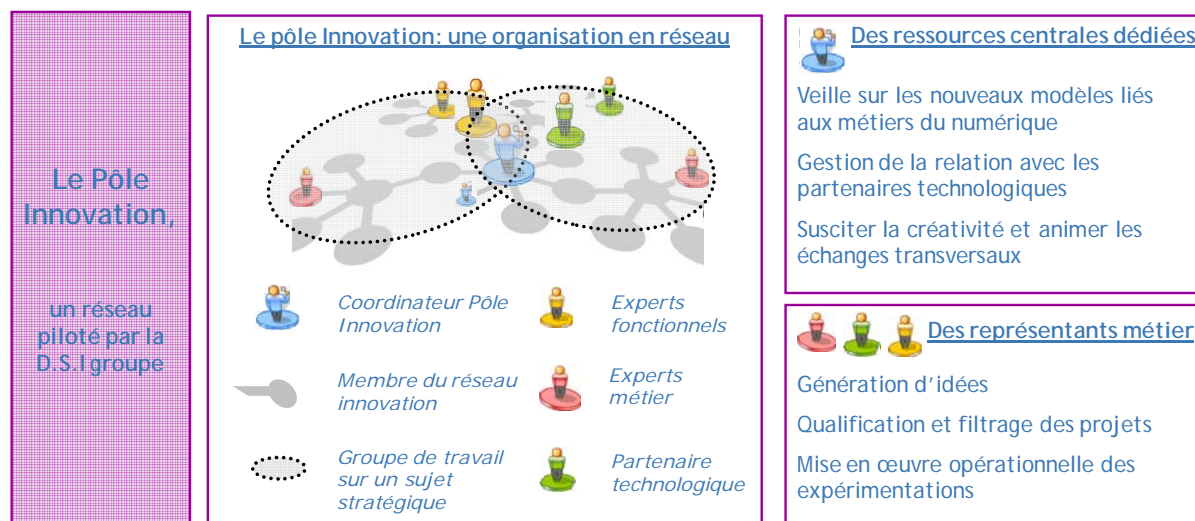 Le Pôle
Innovation,
un réseau
piloté par la
D.S.I groupe
Le pôle Innovation: une organisation en réseau
Coordinateur Pôle
Innovation
Experts
fonctionnels
Membre du réseau
innovation
Experts
métier
Groupe de travail
sur un sujet
stratégique
Partenaire
technologique
Des ressources centrales dédiées
Veille sur les nouveaux modèles liés
aux métiers du numérique
Gestion de la relation avec les
partenaires technologiques
Susciter la créativité et animer les
échanges transversaux
Des représentants métier
Génération d'idées
Qualification et filtrage des projets
Mise en œuvre opérationnelle des
expérimentations